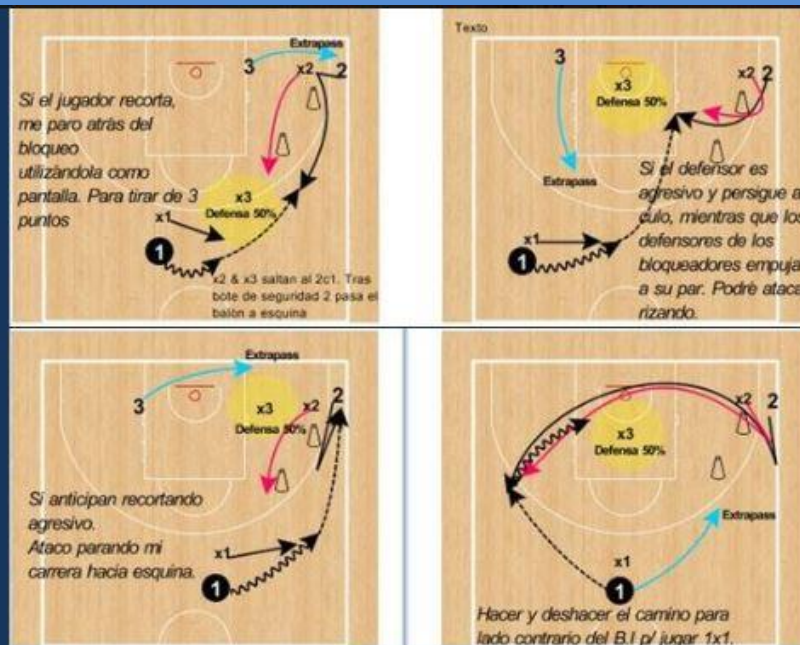 Extrapass
3
x2
2
Si el jugador recorta,
me paro atràs del
bloqueo
utilizàndola como
pantalla. Para tirar de 3
puntos
x3
Defensa 50%
x1
1
x2 & x3 saltan al 2c1. Tras
bote de seguridad 2 pasa el
balón a esquina
Texto
3
x2
2
x3
Defensa 50%
Extrapass
Si el defensor es
agresivo y persigue a
culo, mientras que los
defensores de los
bloqueadores empuja
a su par. Podrè ataca
rizando.
x1
1
Extrapass
3
2
x3
x2
Defensa 50%
Si anticipan recortando
agresivo.
Ataco parando mi
carrera hacia esquina.
x1
1
x2
2
x3
Defensa 50%
Extrapass
x1
1
Hacer y deshacer el camino para
lado contrario del B.I p/ jugar 1x1.